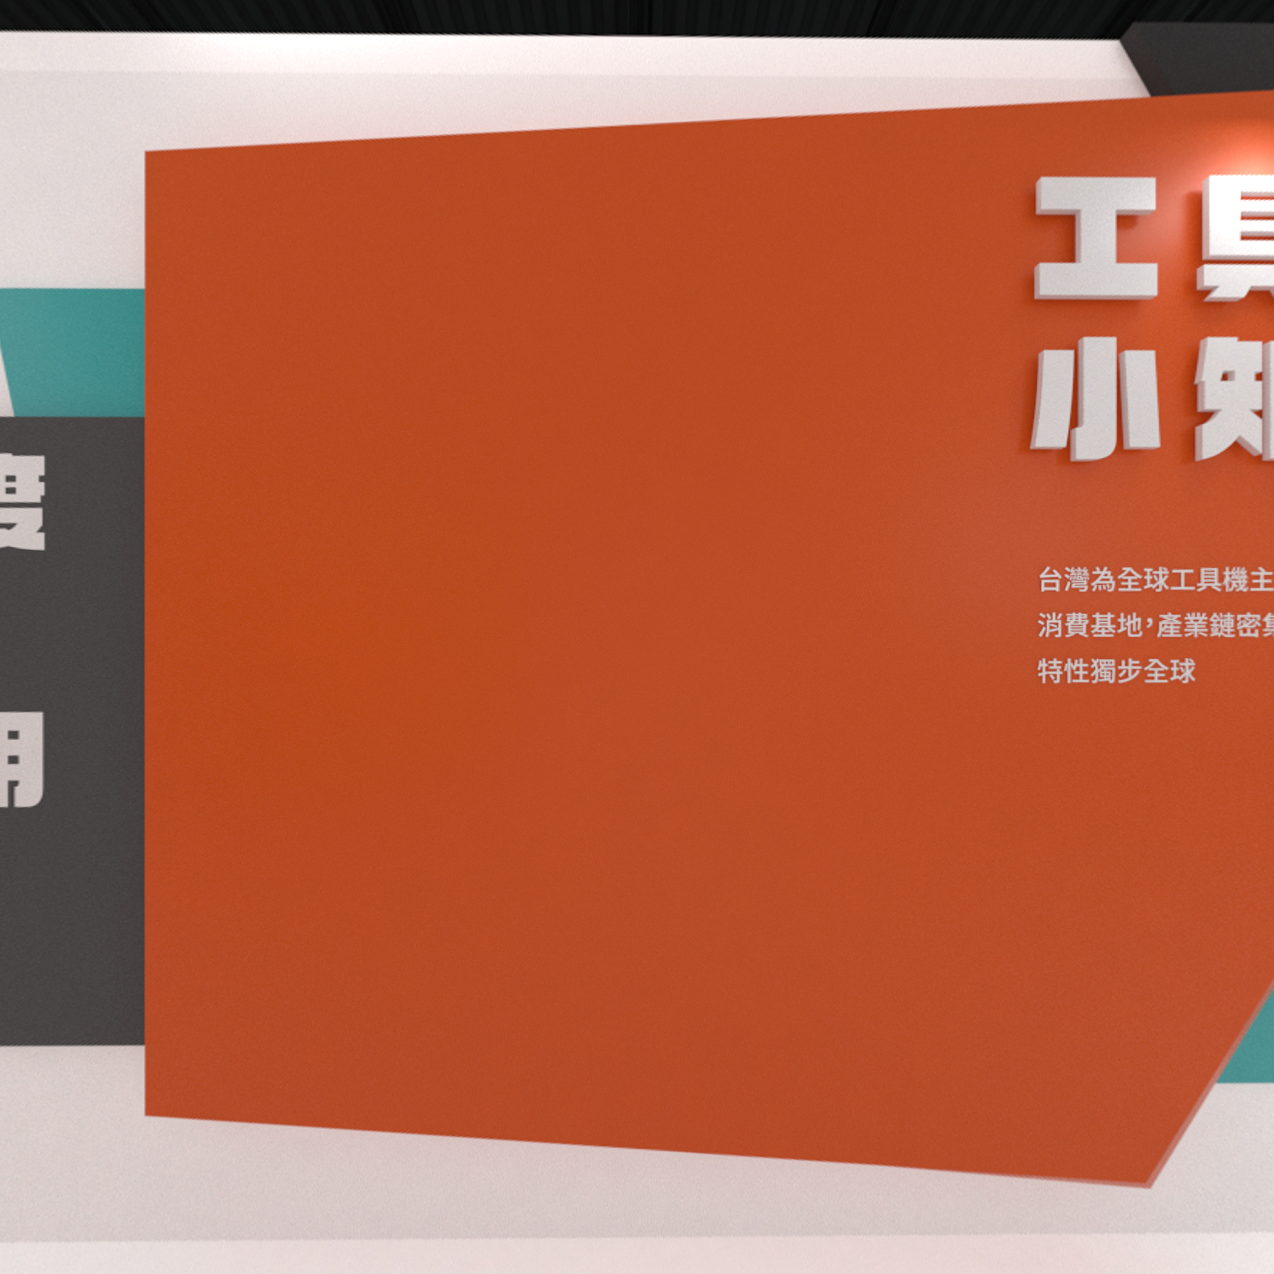 度
用
工具
小知
台灣為全球工具機主
消費基地，產業鏈密集
特性獨步全球